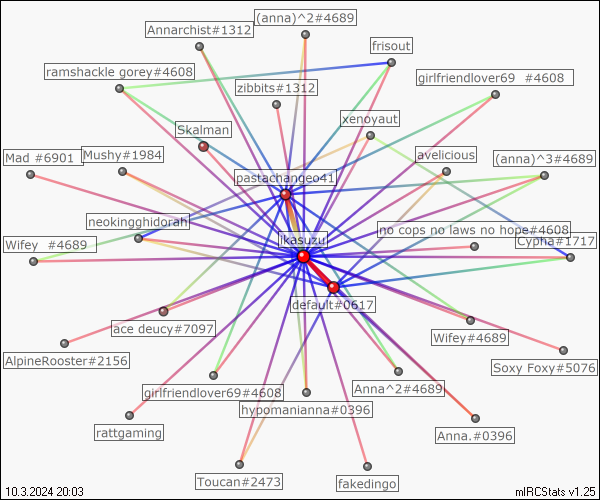 (anna)^2#4689
Annarchist#1312
frisout
ramshackle gorey#4608
girlfriendlover69 #4608
zibbits#1312
xenoyaut
Skalman
Mad #6901
Mushy#1984
avelicious
(anna)^3#4689
pastachangeo41
neokingghidorah
no cops no laws no hope#4608
jkasuzu
Wifey #4689
Cypha#1717
default#0617
ace deucy#7097
Wifey#4689
AlpineRooster#2156
Soxy Foxy#5076
girlfriendlover69#4608
Anna^2#4689
hypomanianna#0396
rattgaming
Anna.#0396
Toucan#2473
fakedingo
10.3.2024 20:03
mIRCStats v1.25